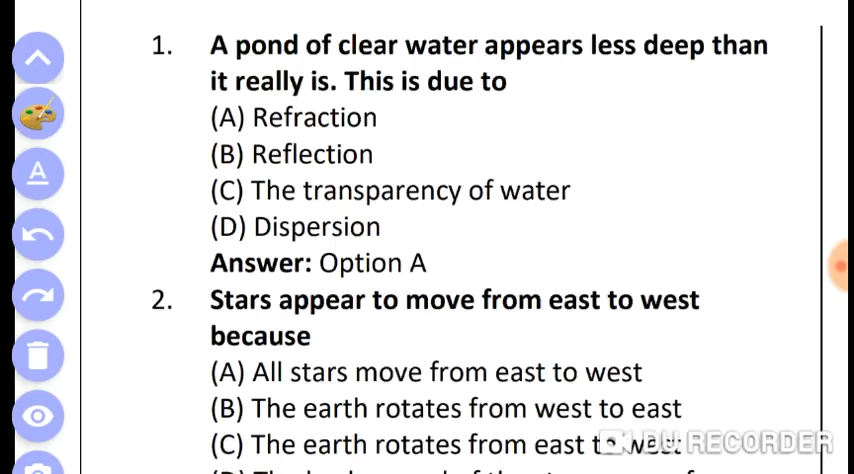 1. A pond of clear water appears less deep than
it really is. This is due to
(A) Refraction
(B) Reflection
(C) The transparency of water
(D) Dispersion
Answer: Option A
2. Stars appear to move from east to west
because
(A) All stars move from east to west
(B) The earth rotates from west to east
(C) The earth rotates from east to west
RECORDER
A